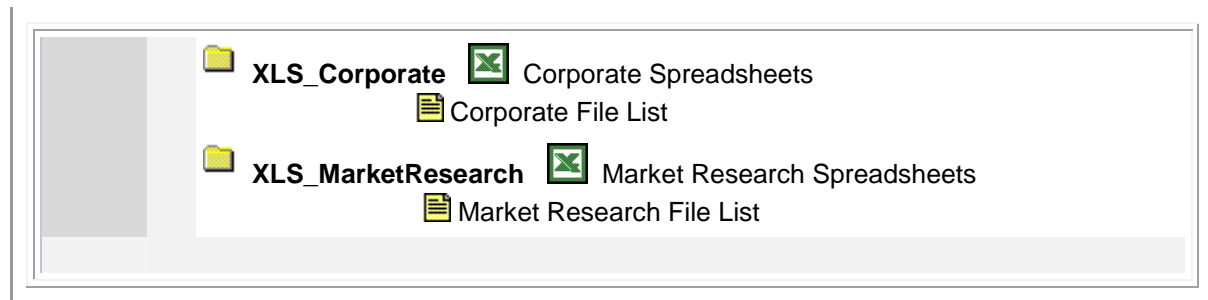 XLS_Corporate Corporate Spreadsheets
Corporate File List
XLS_MarketResearch Market Research Spreadsheets
Market Research File List